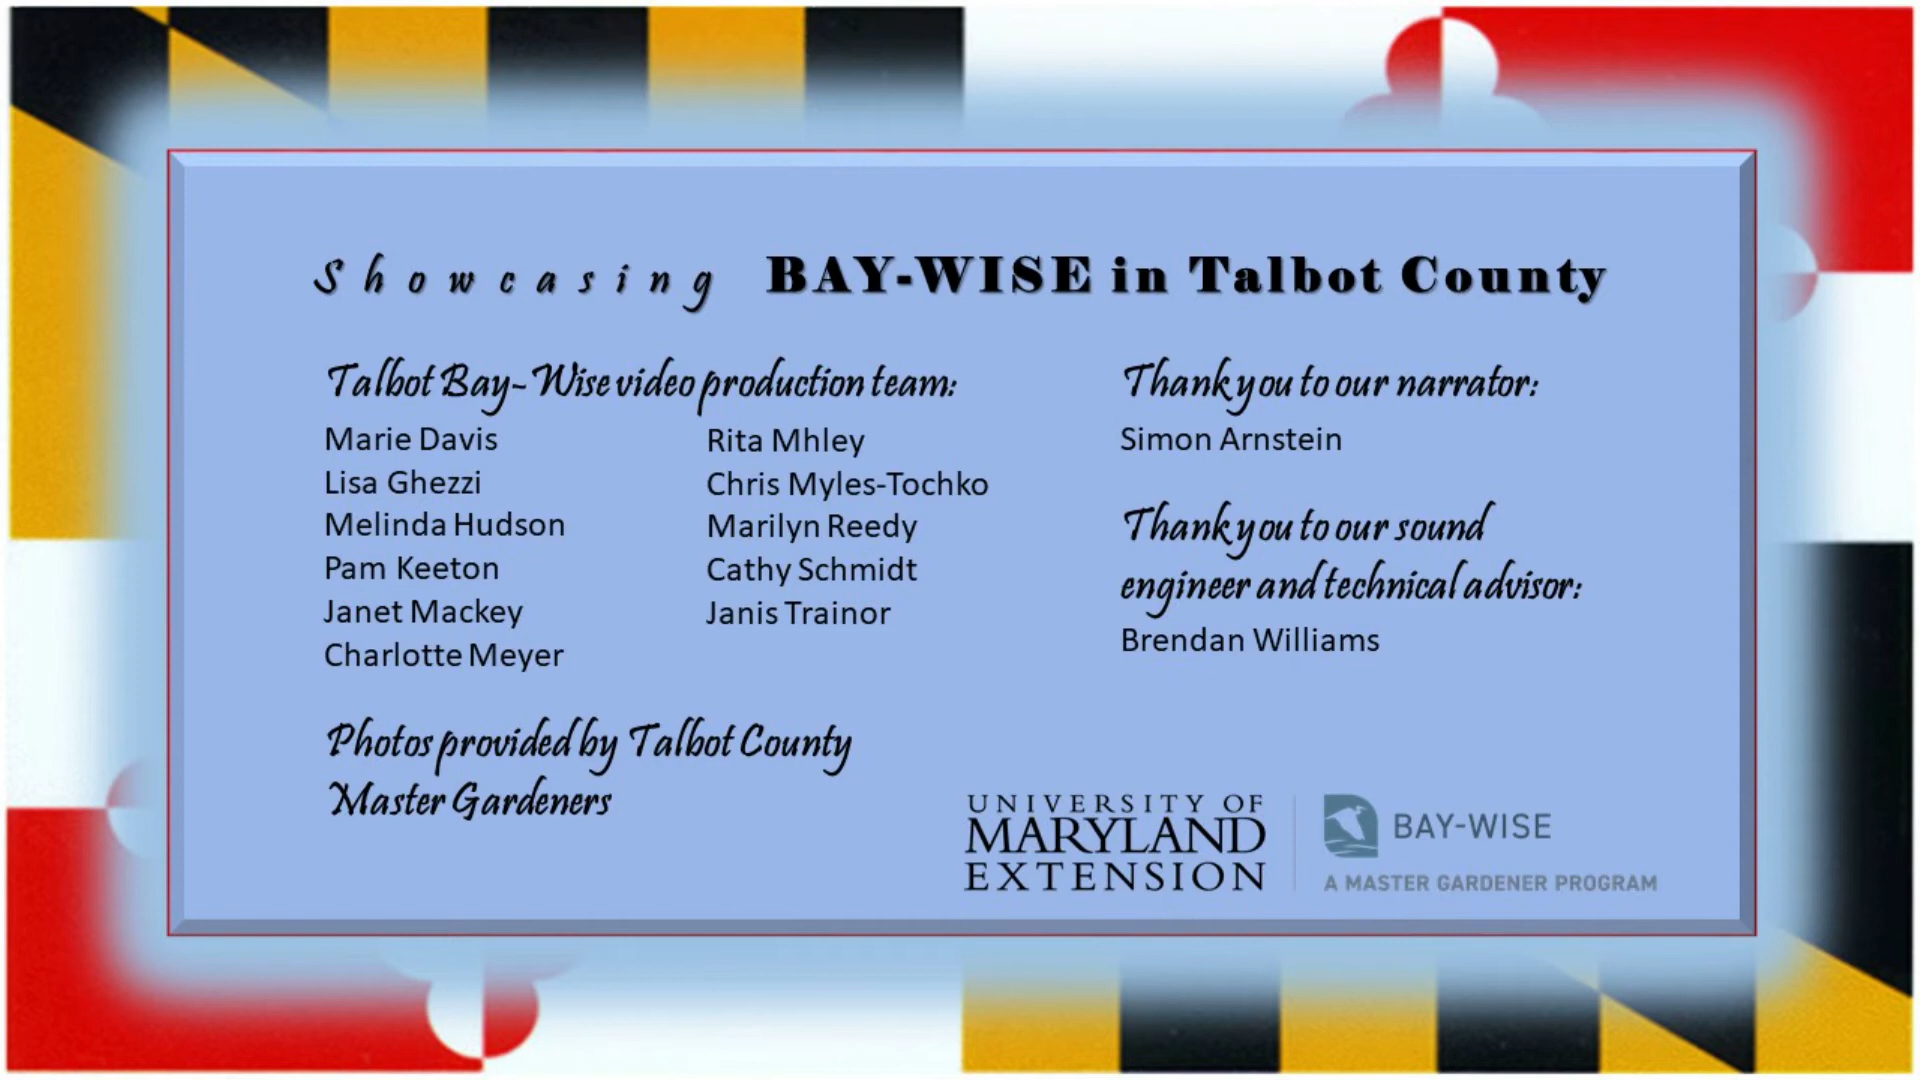 Showcasing BAY-WISE in Talbot County
Talbot Bay-Wise video production team:
Marie Davis
Lisa Ghezzi
Melinda Hudson
Pam Keeton
Janet Mackey
Charlotte Meyer
Rita Mhley
Chris Myles-Tochko
Marilyn Reedy
Cathy Schmidt
Janis Trainor
Photos provided by Talbot County
Master Gardeners
Thank you to our narrator:
Simon Arnstein
Thank you to our sound
engineer and technical advisor:
Brendan Williams
UNIVERSITY OF
MARYLAND
EXTENSION
BAY-WISE
A MASTER GARDENER PROGRAM